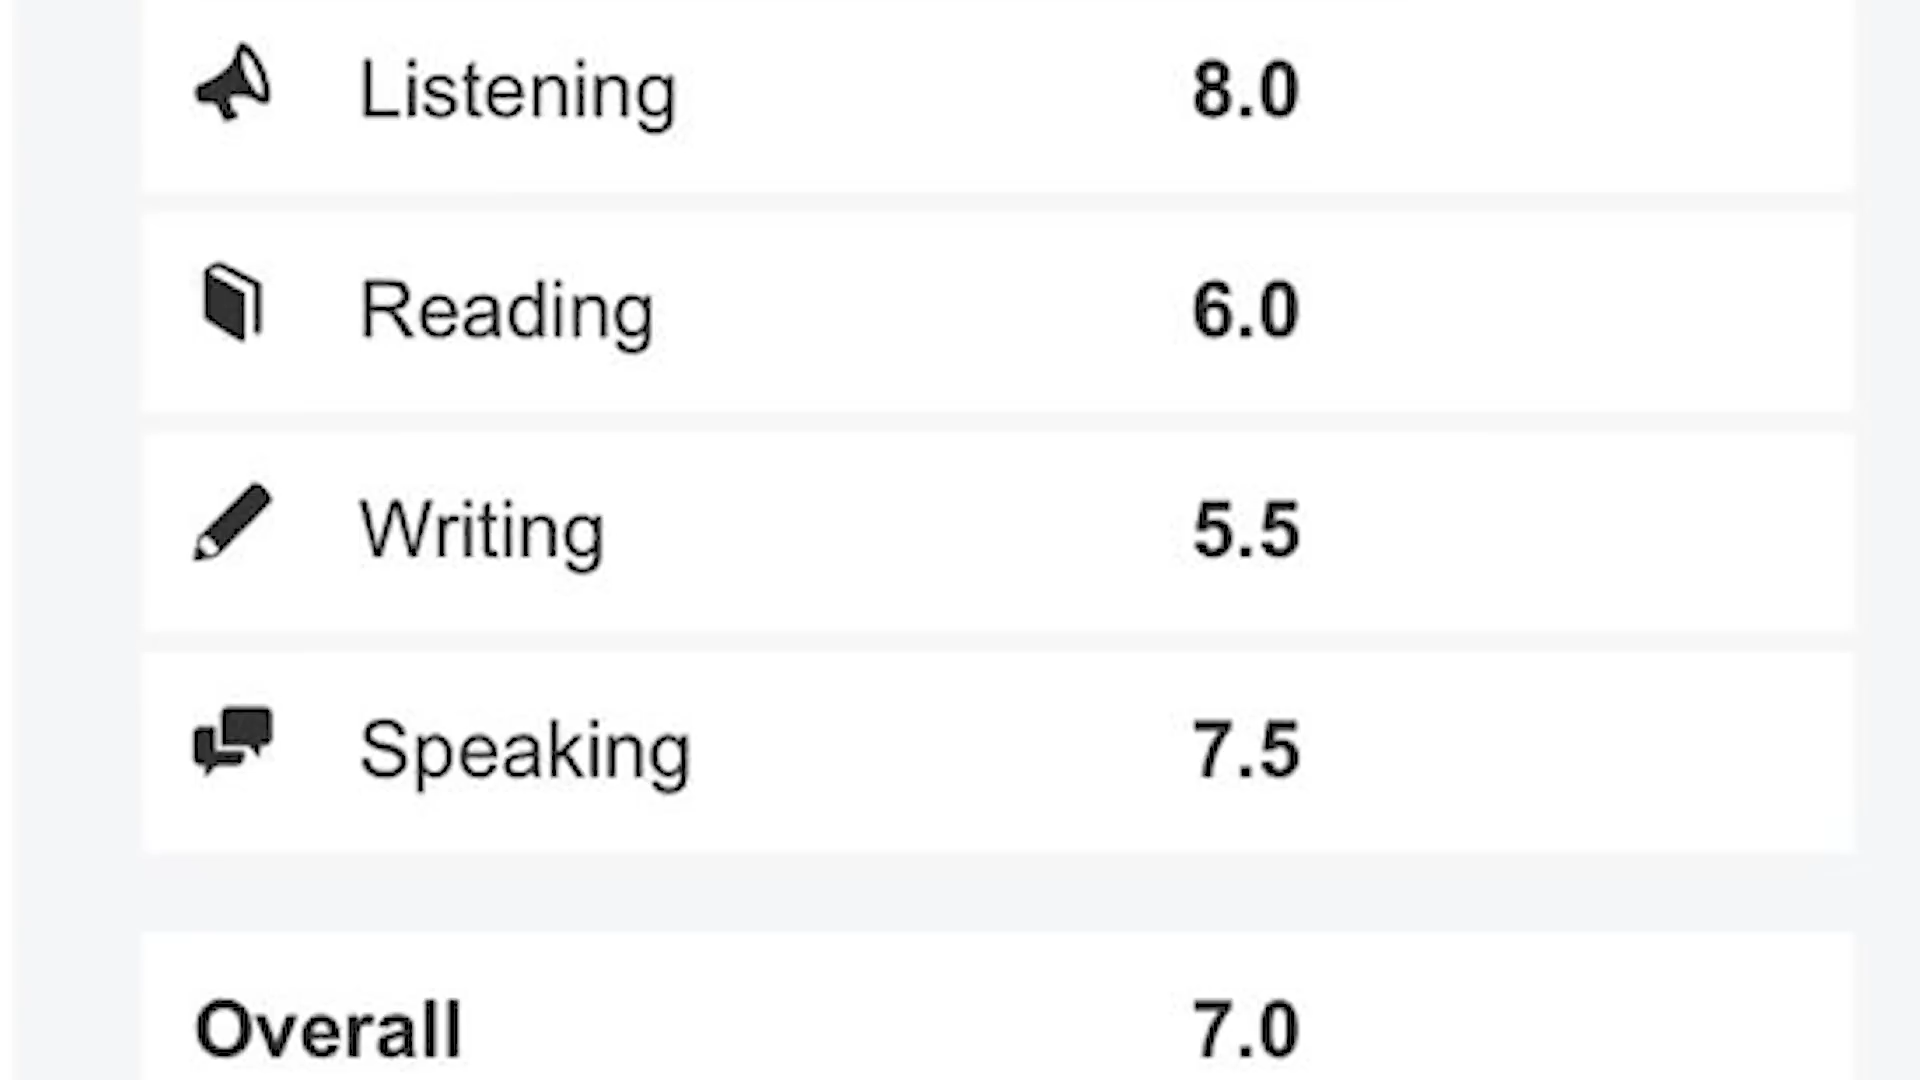 Listening 8.0
Reading 6.0
Writing 5.5
Speaking 7.5
Overall 7.0